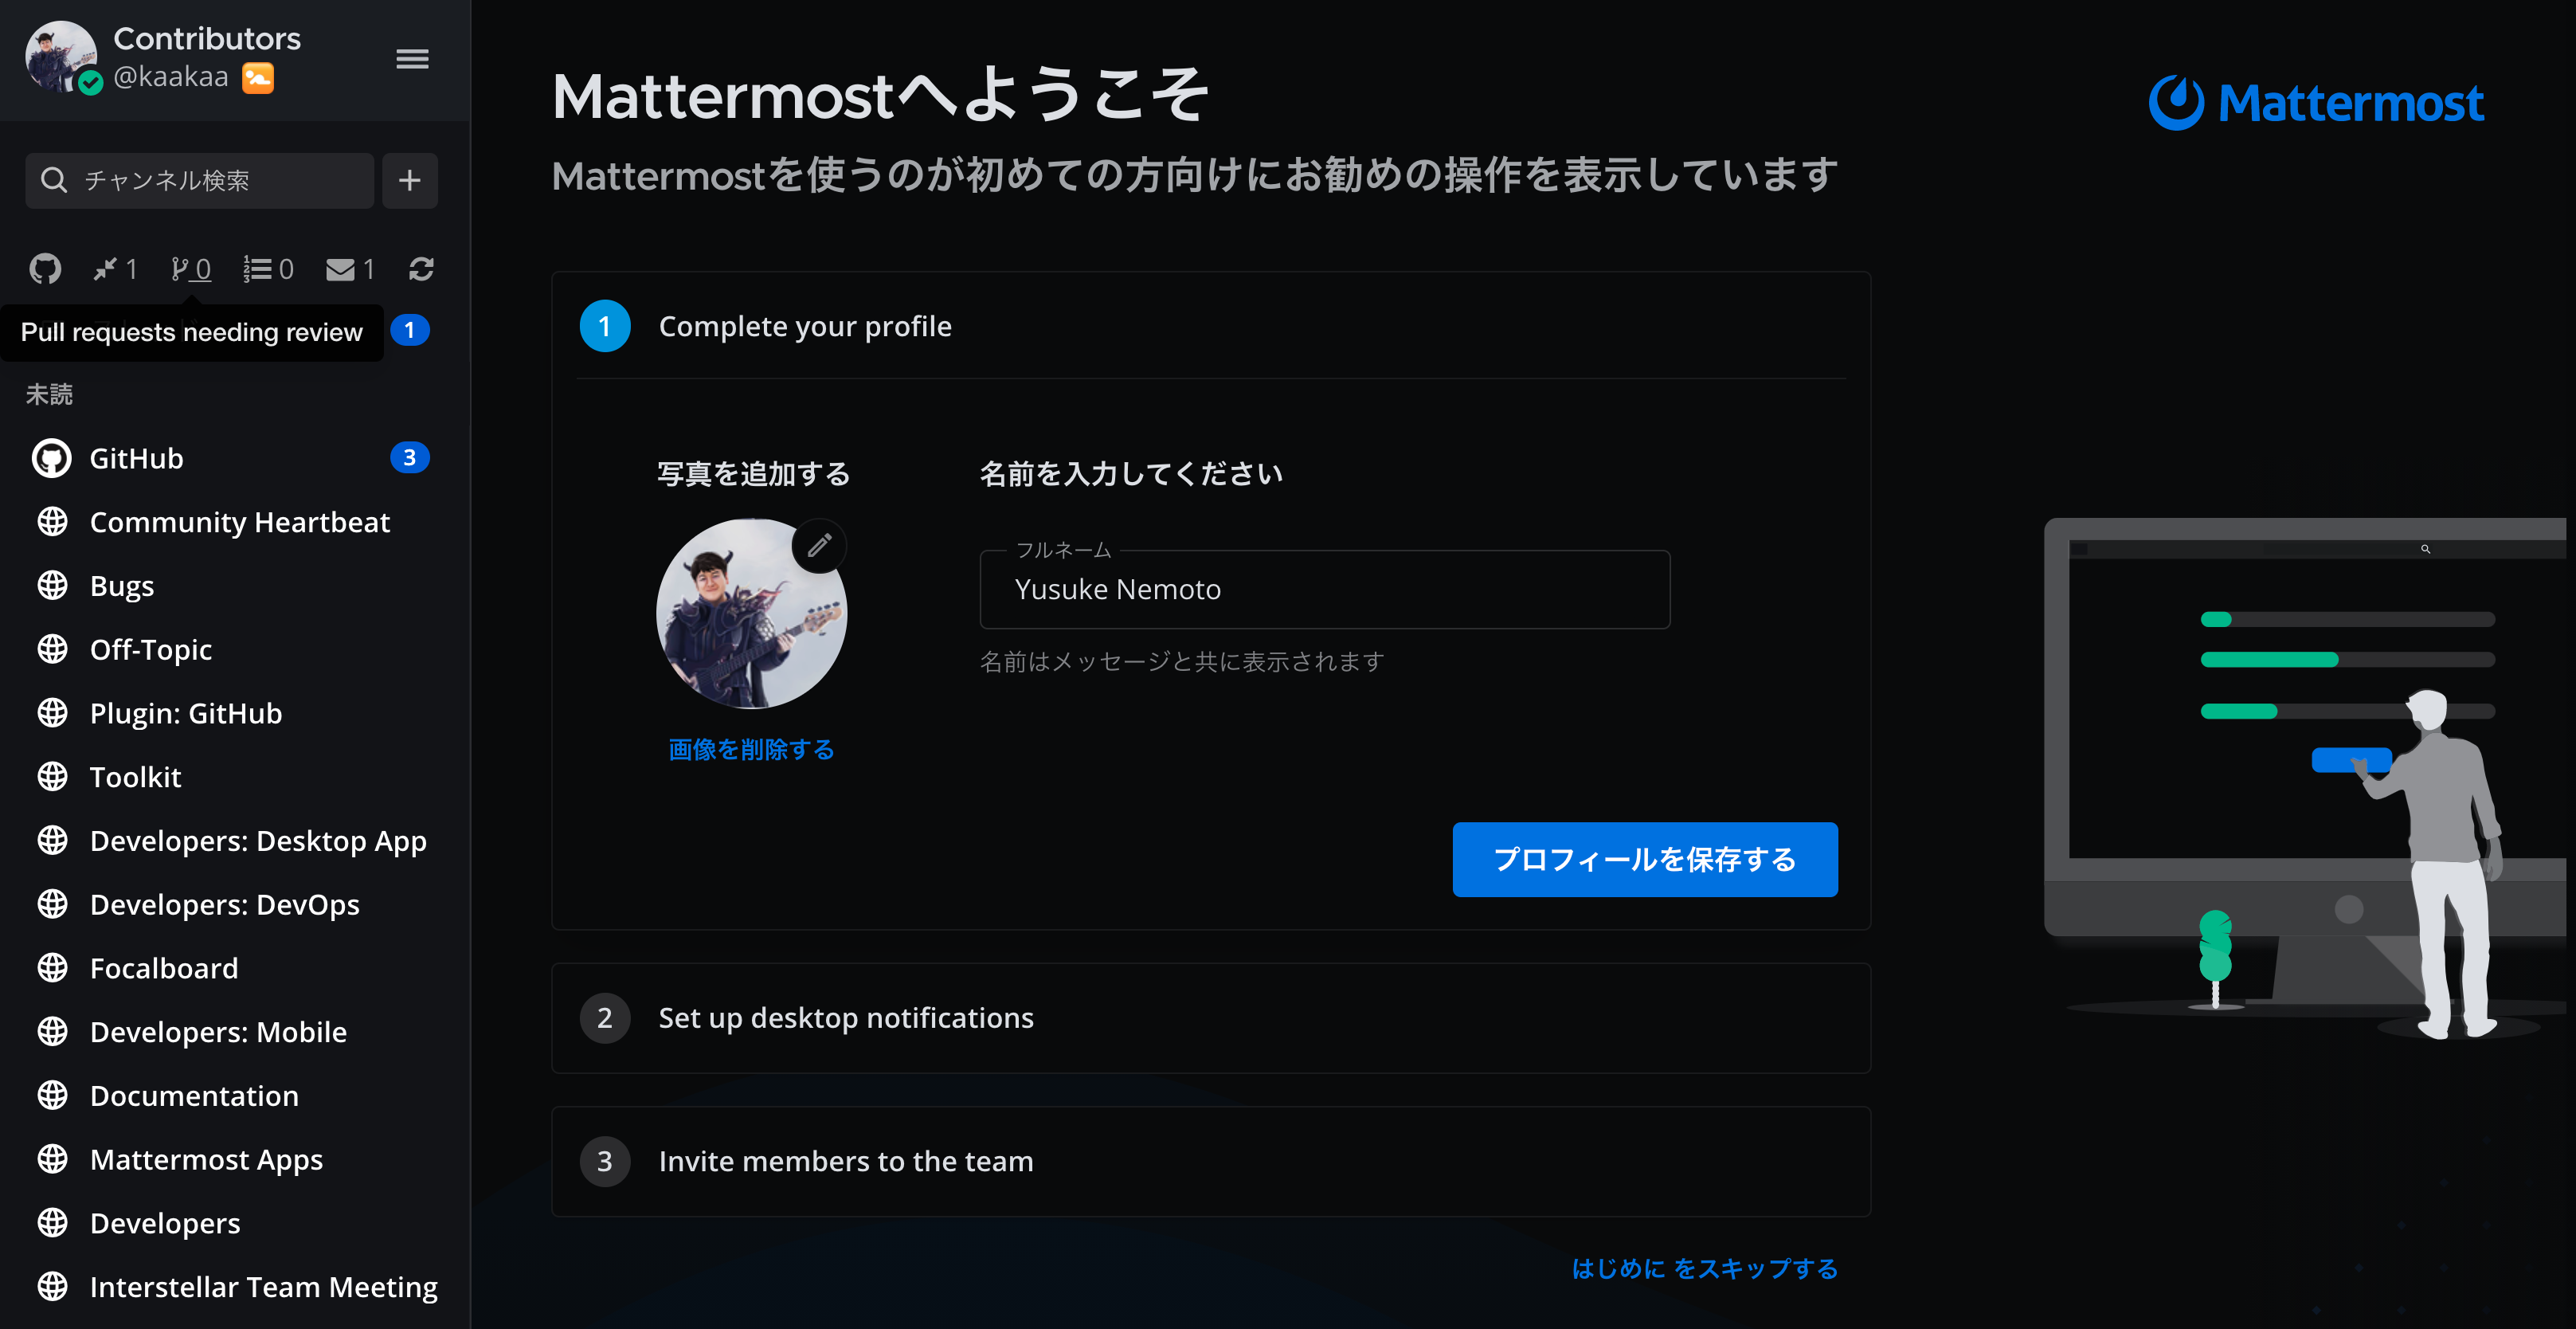 Contributors
@kaakaa
チャンネル検索
1 0 0 1
Pull requests needing review 1
未読
GitHub 3
Community Heartbeat
Bugs
Off-Topic
Plugin: GitHub
Toolkit
Developers: Desktop App
Developers: DevOps
Focalboard
Developers: Mobile
Documentation
Mattermost Apps
Developers
Interstellar Team Meeting
Mattermostへようこそ
Mattermostを使うのが初めての方向けにお勧めの操作を表示しています
Mattermost
1 Complete your profile
写真を追加する
画像を削除する
名前を入力してください
フルネーム
Yusuke Nemoto
名前はメッセージと共に表示されます
プロフィールを保存する
2 Set up desktop notifications
3 Invite members to the team
はじめに をスキップする